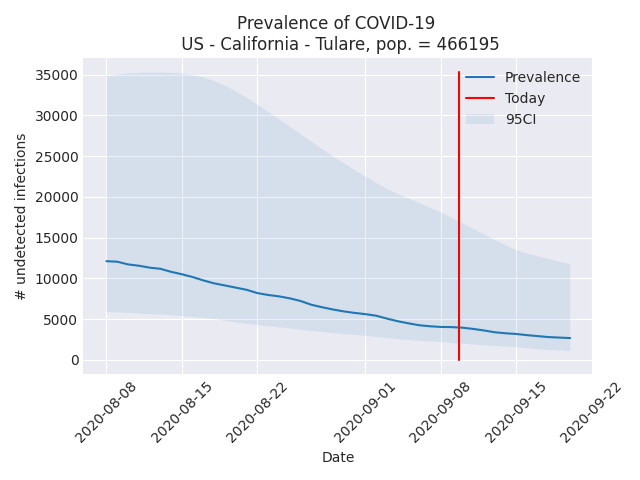 Prevalence of COVID-19
US - California - Tulare, pop. = 466195
# undetected infections
35000
30000
25000
20000
15000
10000
5000
0
Prevalence
Today
95CI
2020-08-08
2020-08-15
2020-08-22
2020-09-01
2020-09-08
2020-09-15
2020-09-22
Date